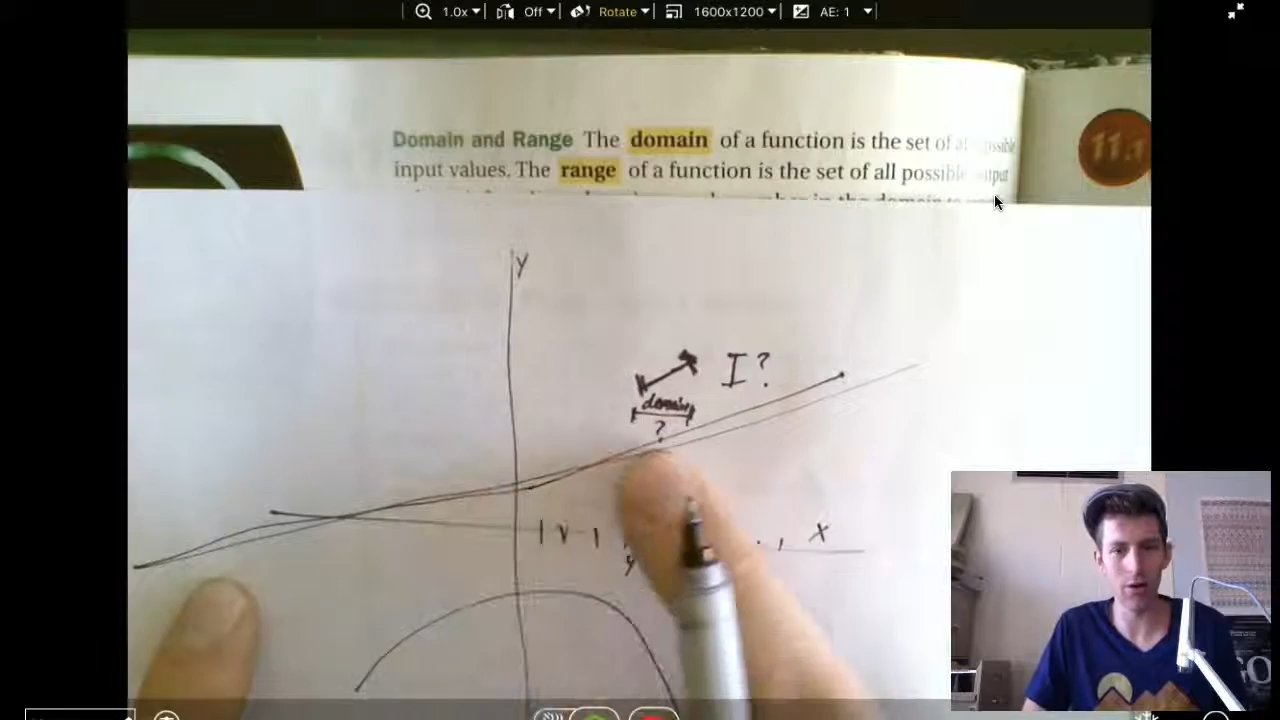 1.0x Off Rotate 1600x1200 AE: 1
Domain and Range The domain of a function is the set of all possible
input values. The range of a function is the set of all possible output
11.1
y
I?
domain
?
x
y
GO